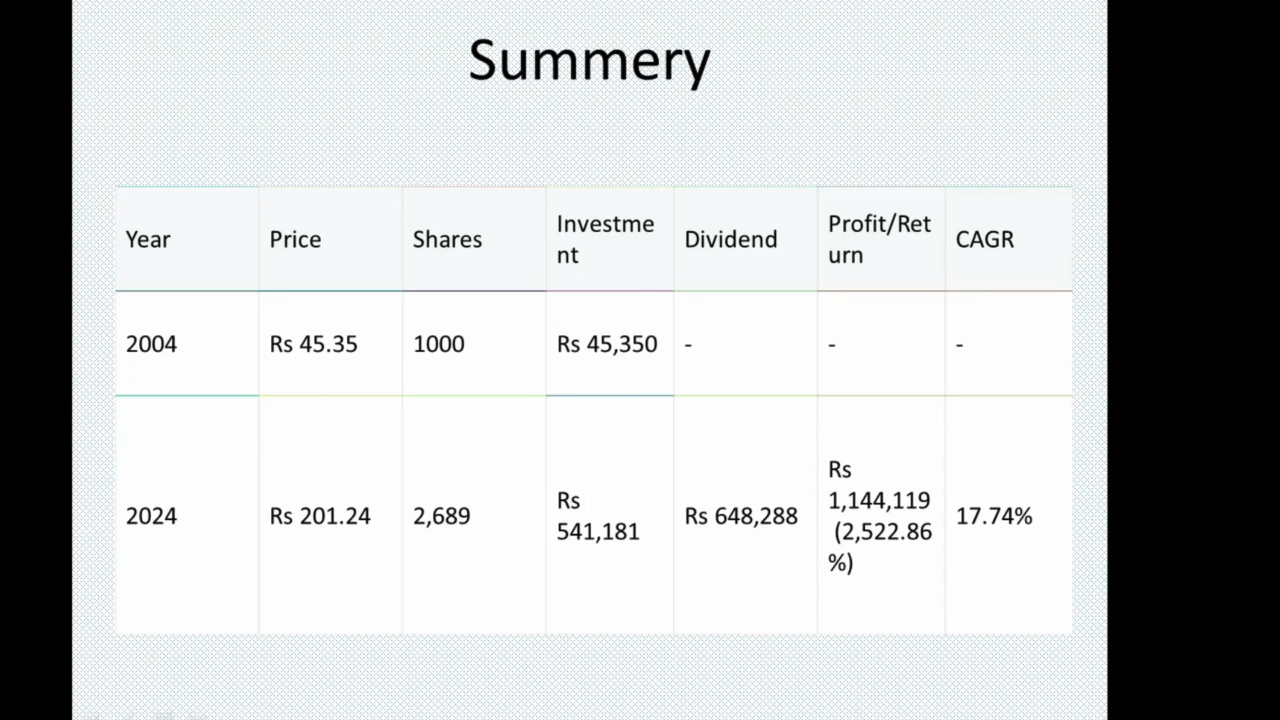 Summery
Year Price Shares Investme
nt Dividend Profit/Ret
urn CAGR
2004 Rs 45.35 1000 Rs 45,350 - - -
2024 Rs 201.24 2,689 Rs
541,181 Rs 648,288 Rs
1,144,119
(2,522.86
%) 17.74%